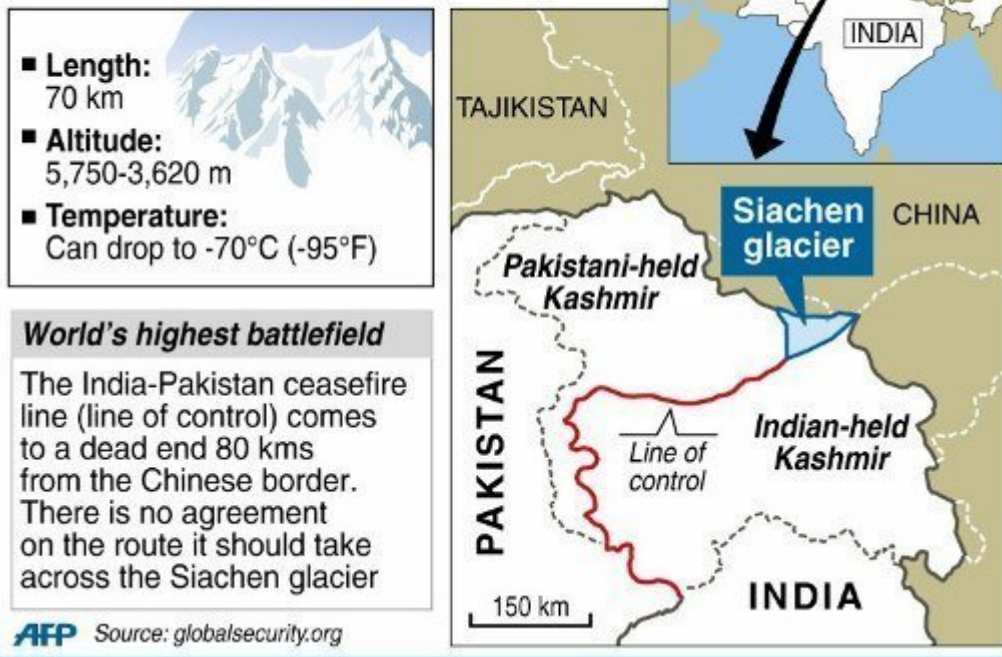 ■ Length:
70 km
■ Altitude:
5,750-3,620 m
■ Temperature:
Can drop to -70°C (-95°F)
World's highest battlefield
The India-Pakistan ceasefire
line (line of control) comes
to a dead end 80 kms
from the Chinese border.
There is no agreement
on the route it should take
across the Siachen glacier
AFP Source: globalsecurity.org
INDIA
TAJIKISTAN
Siachen
glacier
CHINA
Pakistani-held
Kashmir
PAKISTAN
Indian-held
Kashmir
Line of
control
INDIA
150 km